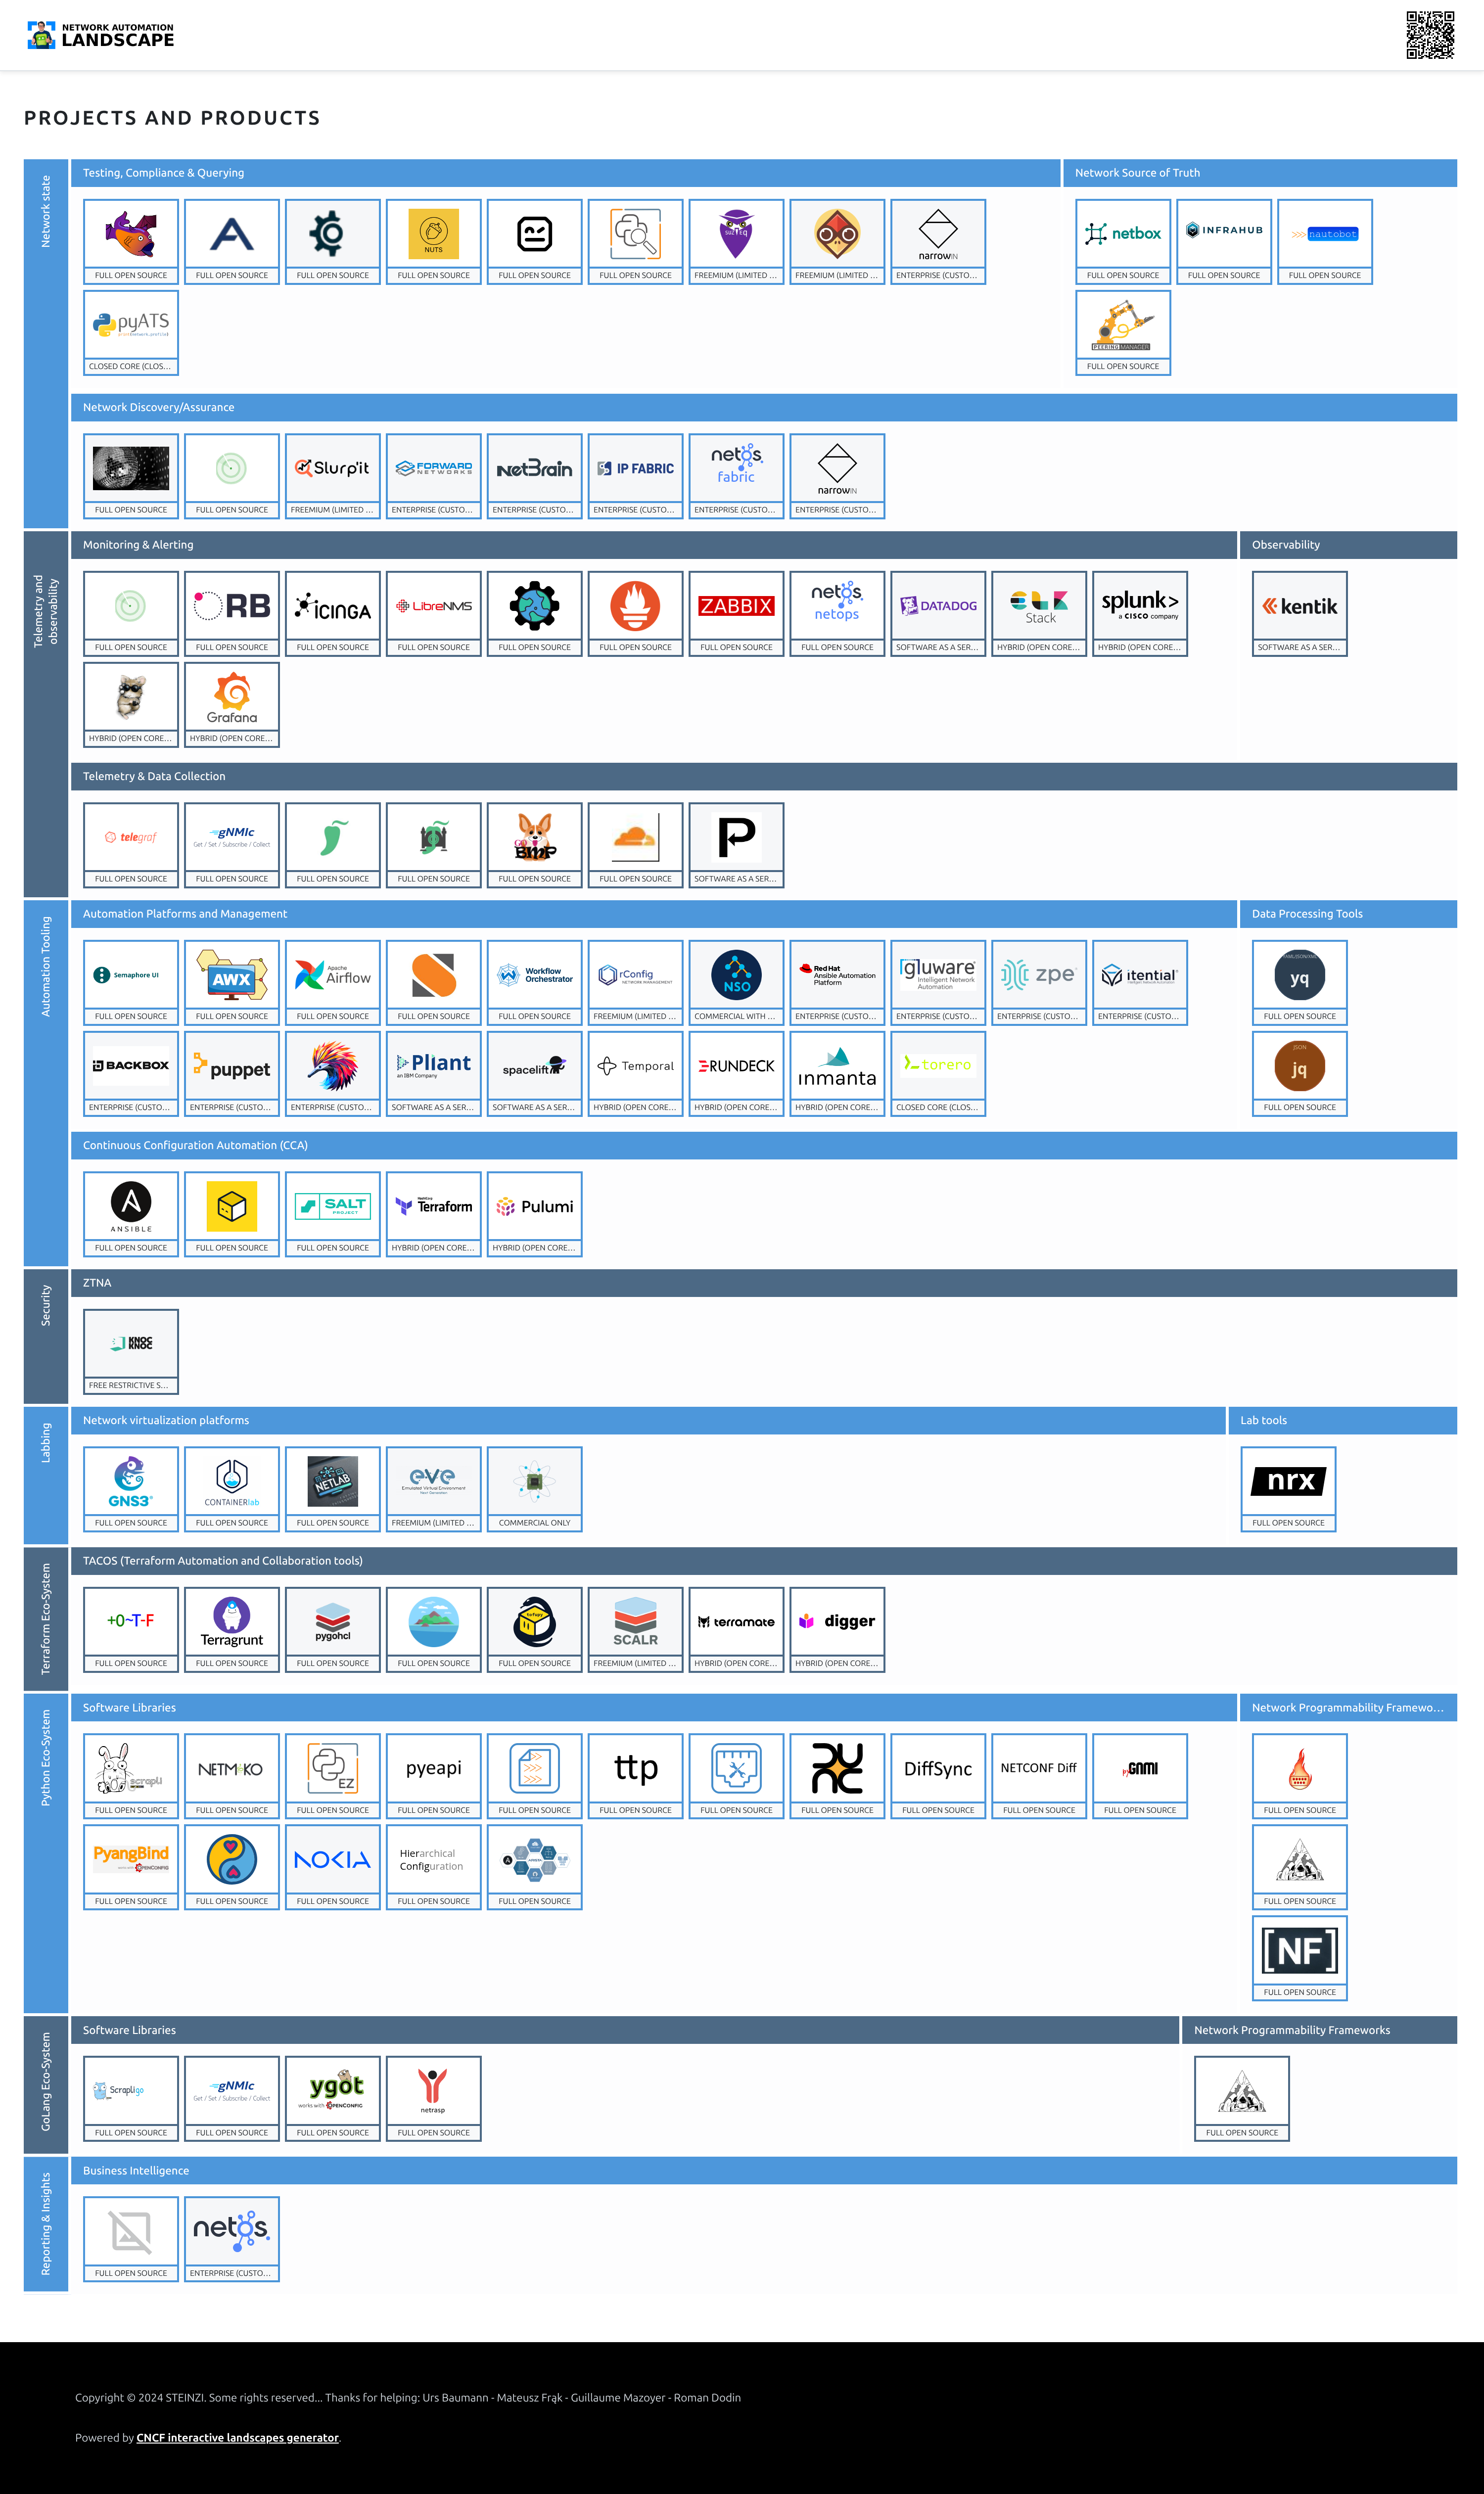 NETWORK AUTOMATION
LANDSCAPE
PROJECTS AND PRODUCTS
Network state
Testing, Compliance & Querying
NUTS
suzieq
narrowIN
FULL OPEN SOURCE
FULL OPEN SOURCE
FULL OPEN SOURCE
FULL OPEN SOURCE
FULL OPEN SOURCE
FULL OPEN SOURCE
FREEMIUM (LIMITED ...
FREEMIUM (LIMITED ...
ENTERPRISE (CUSTO...
pyATS
CLOSED CORE (CLOS...
Network Source of Truth
netbox
INFRAHUB
>>> nautobot
FULL OPEN SOURCE
FULL OPEN SOURCE
FULL OPEN SOURCE
PEERING MANAGER
FULL OPEN SOURCE
Network Discovery/Assurance
Slurp'it
FORWARD NETWORKS
NetBrain
IP FABRIC
netos fabric
narrowIN
FULL OPEN SOURCE
FULL OPEN SOURCE
FREEMIUM (LIMITED ...
ENTERPRISE (CUSTO...
ENTERPRISE (CUSTO...
ENTERPRISE (CUSTO...
ENTERPRISE (CUSTO...
ENTERPRISE (CUSTO...
Telemetry and
observability
Monitoring & Alerting
RB
iCINGA
LibreNMS
ZABBIX
netos netops
DATADOG
Stack
splunk>
a CISCO company
FULL OPEN SOURCE
FULL OPEN SOURCE
FULL OPEN SOURCE
FULL OPEN SOURCE
FULL OPEN SOURCE
FULL OPEN SOURCE
FULL OPEN SOURCE
FULL OPEN SOURCE
SOFTWARE AS A SER...
HYBRID (OPEN CORE...
HYBRID (OPEN CORE...
Grafana
HYBRID (OPEN CORE...
HYBRID (OPEN CORE...
Observability
kentik
SOFTWARE AS A SER...
Telemetry & Data Collection
telegraf
gNMIc
Get / Set / Subscribe / Collect
GO
BMP
P
FULL OPEN SOURCE
FULL OPEN SOURCE
FULL OPEN SOURCE
FULL OPEN SOURCE
FULL OPEN SOURCE
FULL OPEN SOURCE
SOFTWARE AS A SER...
Automation Tooling
Automation Platforms and Management
Semaphore UI
AWX
Apache
Airflow
Workflow
Orchestrator
rConfig
NETWORK MANAGEMENT
NSO
Red Hat
Ansible Automation
Platform
gluware
Intelligent Network
Automation
zpe
itential
Intelligent Network Automation
FULL OPEN SOURCE
FULL OPEN SOURCE
FULL OPEN SOURCE
FULL OPEN SOURCE
FULL OPEN SOURCE
FREEMIUM (LIMITED ...
COMMERCIAL WITH ...
ENTERPRISE (CUSTO...
ENTERPRISE (CUSTO...
ENTERPRISE (CUSTO...
ENTERPRISE (CUSTO...
BACKBOX
puppet
Pliant
an IBM Company
spacelift
Temporal
RUNDECK
inmanta
torero
ENTERPRISE (CUSTO...
ENTERPRISE (CUSTO...
ENTERPRISE (CUSTO...
SOFTWARE AS A SER...
SOFTWARE AS A SER...
HYBRID (OPEN CORE...
HYBRID (OPEN CORE...
HYBRID (OPEN CORE...
CLOSED CORE (CLOS...
Data Processing Tools
YAML/JSON/XML
yq
FULL OPEN SOURCE
JSON
jq
FULL OPEN SOURCE
Continuous Configuration Automation (CCA)
ANSIBLE
SALT
PROJECT
HashiCorp
Terraform
Pulumi
FULL OPEN SOURCE
FULL OPEN SOURCE
FULL OPEN SOURCE
HYBRID (OPEN CORE...
HYBRID (OPEN CORE...
Security
ZTNA
KNOC
KNOC
FREE RESTRICTIVE S...
Labbing
Network virtualization platforms
GNS3
CONTAINERlab
NETLAB
eve
Emulated Virtual Environment
Next Generation
FULL OPEN SOURCE
FULL OPEN SOURCE
FULL OPEN SOURCE
FREEMIUM (LIMITED ...
COMMERCIAL ONLY
Lab tools
nrx
FULL OPEN SOURCE
Terraform Eco-System
TACOS (Terraform Automation and Collaboration tools)
+0~T-F
Terragrunt
pygohcl
tofupy
SCALR
terramate
digger
FULL OPEN SOURCE
FULL OPEN SOURCE
FULL OPEN SOURCE
FULL OPEN SOURCE
FULL OPEN SOURCE
FREEMIUM (LIMITED ...
HYBRID (OPEN CORE...
HYBRID (OPEN CORE...
Python Eco-System
Software Libraries
scrapli
NETMIKO
EZ
pyeapi
ttp
DiffSync
NETCONF Diff
pyGNMI
FULL OPEN SOURCE
FULL OPEN SOURCE
FULL OPEN SOURCE
FULL OPEN SOURCE
FULL OPEN SOURCE
FULL OPEN SOURCE
FULL OPEN SOURCE
FULL OPEN SOURCE
FULL OPEN SOURCE
FULL OPEN SOURCE
FULL OPEN SOURCE
PyangBind
works with OPENCONFIG
NOKIA
Hierarchical
Configuration
FULL OPEN SOURCE
FULL OPEN SOURCE
FULL OPEN SOURCE
FULL OPEN SOURCE
FULL OPEN SOURCE
Network Programmability Framewo...
FULL OPEN SOURCE
FULL OPEN SOURCE
[NF]
FULL OPEN SOURCE
GoLang Eco-System
Software Libraries
Scrapligo
gNMIc
Get / Set / Subscribe / Collect
ygot
works with OPENCONFIG
netrasp
FULL OPEN SOURCE
FULL OPEN SOURCE
FULL OPEN SOURCE
FULL OPEN SOURCE
Network Programmability Frameworks
FULL OPEN SOURCE
Reporting & Insights
Business Intelligence
netos
FULL OPEN SOURCE
ENTERPRISE (CUSTO...
Copyright © 2024 STEINZI. Some rights reserved... Thanks for helping: Urs Baumann - Mateusz Frąk - Guillaume Mazoyer - Roman Dodin
Powered by CNCF interactive landscapes generator.